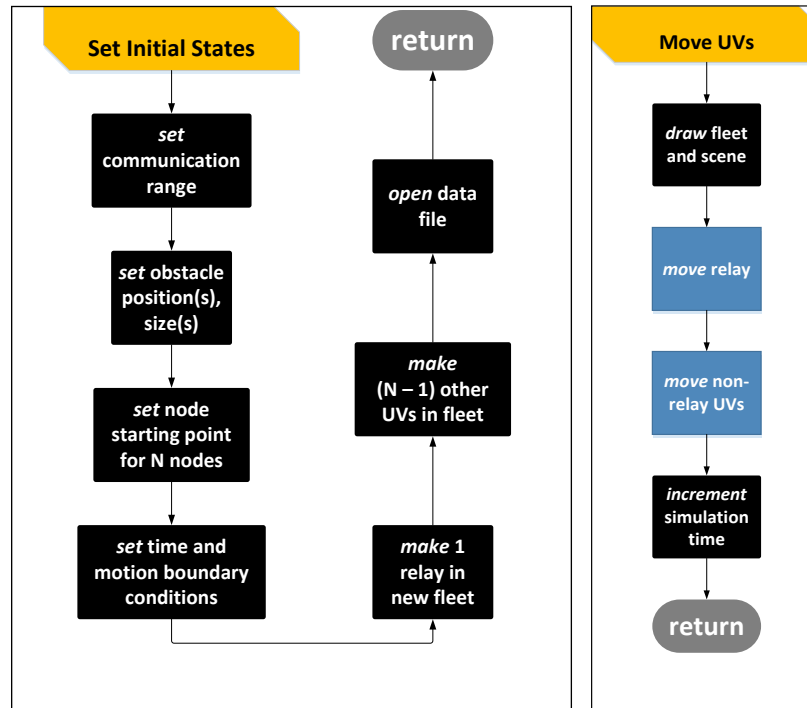 Set Initial States
set
communication
range
set obstacle
position(s),
size(s)
set node
starting point
for N nodes
set time and
motion boundary
conditions
make 1
relay in
new fleet
make
(N – 1) other
UVs in fleet
open data
file
return
Move UVs
draw fleet
and scene
move relay
move non-
relay UVs
increment
simulation
time
return